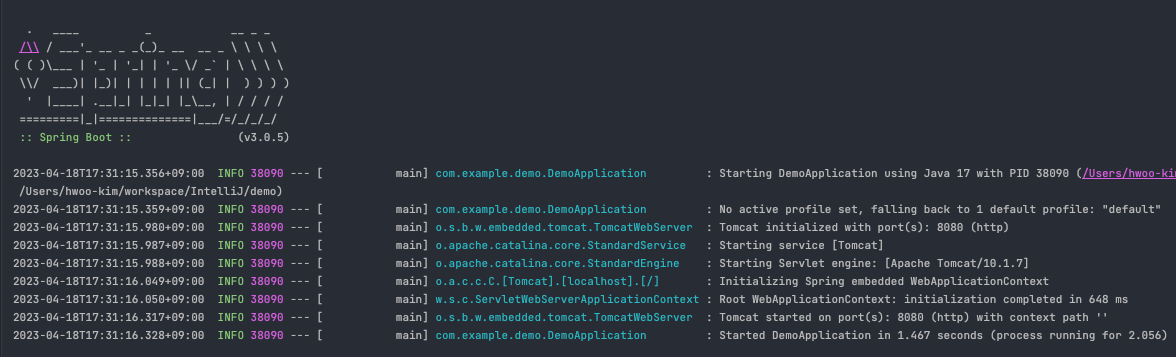 .   ____          _            __ _ _
 /\\ / ___'_ __ _ _(_)_ __  __ _ \ \ \ \
( ( )\___ | '_ | '_| | '_ \/ _` | \ \ \ \
 \\/  ___)| |_)| | | | | || (_| |  ) ) ) )
  '  |____| .__|_| |_|_| |_\__, | / / / /
 =========|_|==============|___/=/_/_/_/
 :: Spring Boot ::                (v3.0.5)
2023-04-18T17:31:15.356+09:00  INFO 38090 --- [           main] com.example.demo.DemoApplication         : Starting DemoApplication using Java 17 with PID 38090 (/Users/hwoo-ki
 /Users/hwoo-kim/workspace/IntelliJ/demo)
2023-04-18T17:31:15.359+09:00  INFO 38090 --- [           main] com.example.demo.DemoApplication         : No active profile set, falling back to 1 default profile: "default"
2023-04-18T17:31:15.980+09:00  INFO 38090 --- [           main] o.s.b.w.embedded.tomcat.TomcatWebServer  : Tomcat initialized with port(s): 8080 (http)
2023-04-18T17:31:15.987+09:00  INFO 38090 --- [           main] o.apache.catalina.core.StandardService   : Starting service [Tomcat]
2023-04-18T17:31:15.988+09:00  INFO 38090 --- [           main] o.apache.catalina.core.StandardEngine    : Starting Servlet engine: [Apache Tomcat/10.1.7]
2023-04-18T17:31:16.049+09:00  INFO 38090 --- [           main] o.a.c.c.C.[Tomcat].[localhost].[/]       : Initializing Spring embedded WebApplicationContext
2023-04-18T17:31:16.050+09:00  INFO 38090 --- [           main] w.s.c.ServletWebServerApplicationContext : Root WebApplicationContext: initialization completed in 648 ms
2023-04-18T17:31:16.317+09:00  INFO 38090 --- [           main] o.s.b.w.embedded.tomcat.TomcatWebServer  : Tomcat started on port(s): 8080 (http) with context path ''
2023-04-18T17:31:16.328+09:00  INFO 38090 --- [           main] com.example.demo.DemoApplication         : Started DemoApplication in 1.467 seconds (process running for 2.056)